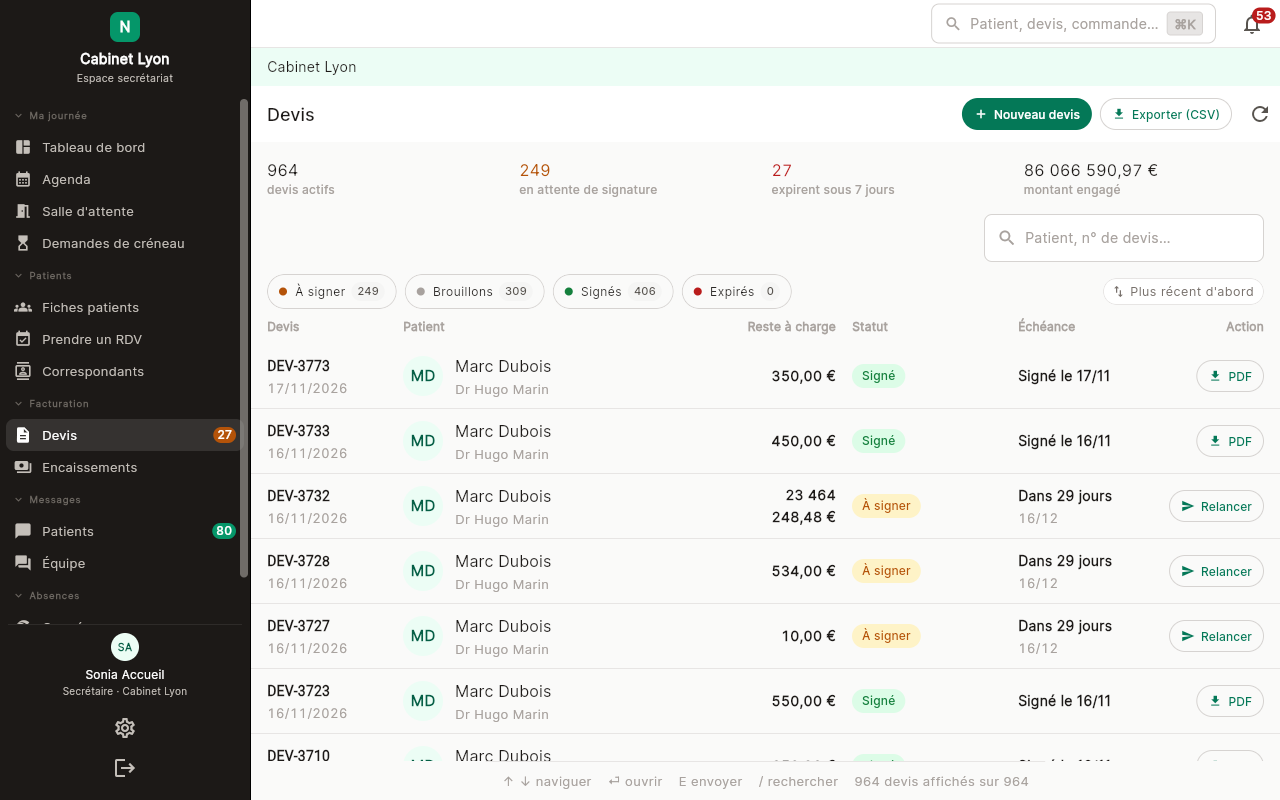 N
Cabinet Lyon
Espace secrétariat
Ma journée
Tableau de bord
Agenda
Salle d'attente
Demandes de créneau
Patients
Fiches patients
Prendre un RDV
Correspondants
Facturation
Devis 27
Encaissements
Messages
Patients 80
Équipe
Absences
SA
Sonia Accueil
Secrétaire · Cabinet Lyon
Patient, devis, commande... ⌘K
53
Cabinet Lyon
Devis
+ Nouveau devis
Exporter (CSV)
964
devis actifs
249
en attente de signature
27
expirent sous 7 jours
86 066 590,97 €
montant engagé
Patient, n° de devis...
À signer 249
Brouillons 309
Signés 406
Expirés 0
Plus récent d'abord
Devis Patient Reste à charge Statut Échéance Action
DEV-3773 MD Marc Dubois 350,00 € Signé Signé le 17/11 PDF
17/11/2026 Dr Hugo Marin
DEV-3733 MD Marc Dubois 450,00 € Signé Signé le 16/11 PDF
16/11/2026 Dr Hugo Marin
DEV-3732 MD Marc Dubois 23 464 À signer Dans 29 jours Relancer
16/11/2026 Dr Hugo Marin 248,48 € 16/12
DEV-3728 MD Marc Dubois 534,00 € À signer Dans 29 jours Relancer
16/11/2026 Dr Hugo Marin 16/12
DEV-3727 MD Marc Dubois 10,00 € À signer Dans 29 jours Relancer
16/11/2026 Dr Hugo Marin 16/12
DEV-3723 MD Marc Dubois 550,00 € Signé Signé le 16/11 PDF
16/11/2026 Dr Hugo Marin
DEV-3710 Marc Dubois
↑ ↓ naviguer ⏎ ouvrir E envoyer / rechercher 964 devis affichés sur 964